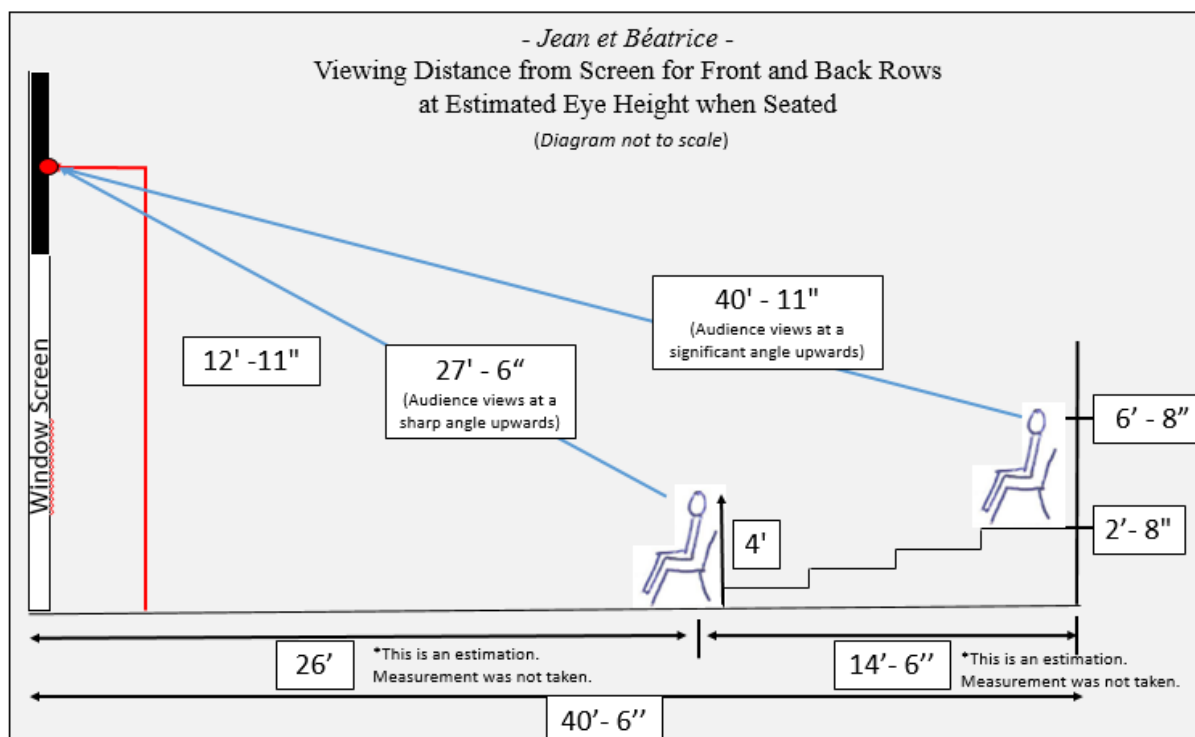 - Jean et Béatrice -
Viewing Distance from Screen for Front and Back Rows
at Estimated Eye Height when Seated
(Diagram not to scale)
Window Screen
12' -11"
27' - 6“
(Audience views at a
sharp angle upwards)
40' - 11"
(Audience views at a
significant angle upwards)
6’ - 8”
4'
2’- 8"
26’
*This is an estimation.
Measurement was not taken.
14’- 6’’
*This is an estimation.
Measurement was not taken.
40’- 6’’